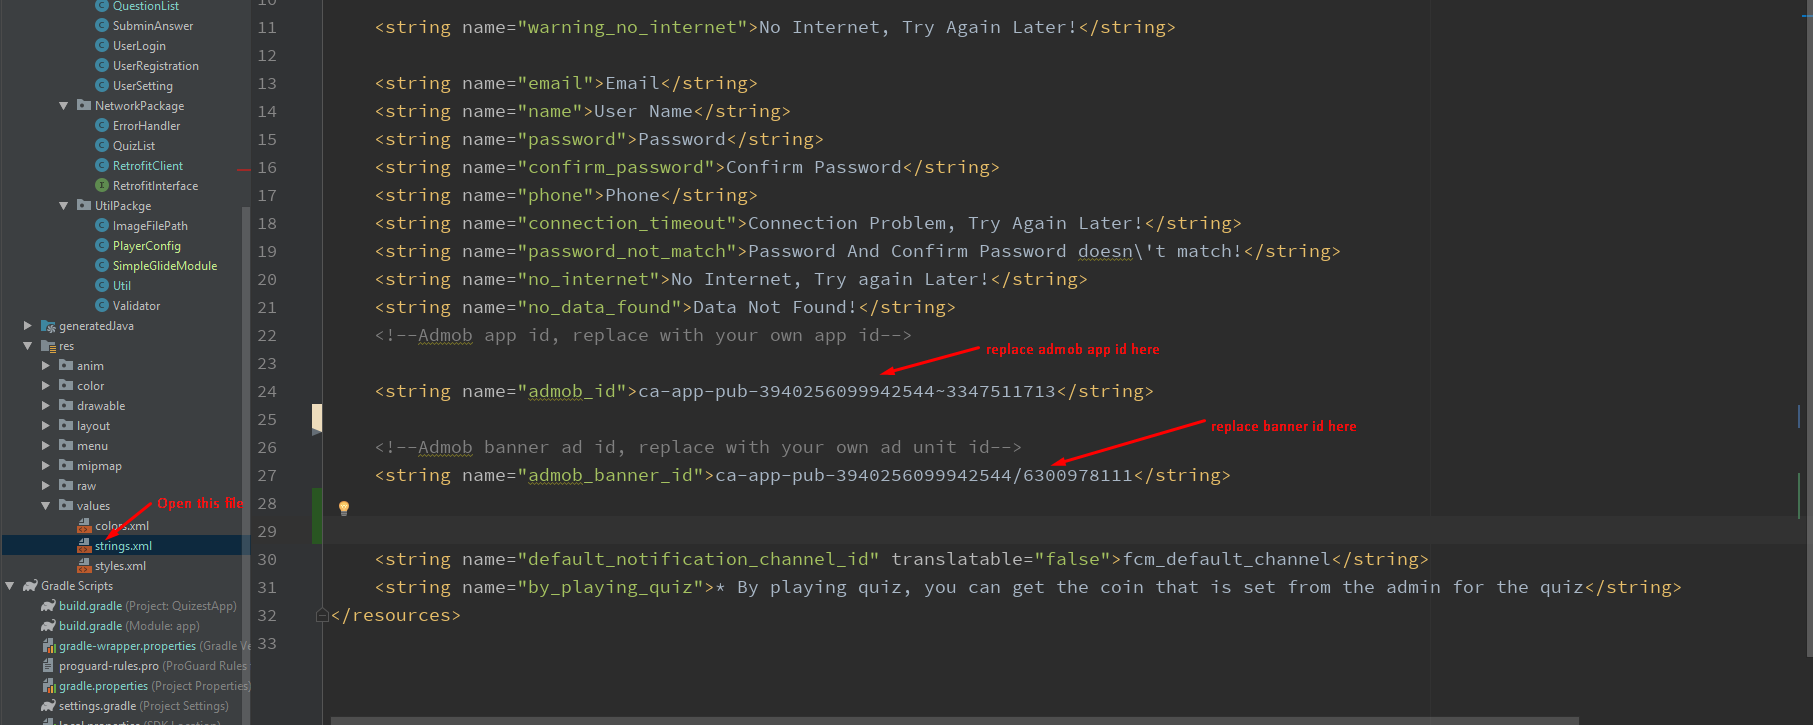 QuestionList
SubminAnswer
UserLogin
UserRegistration
UserSetting
NetworkPackage
ErrorHandler
QuizList
RetrofitClient
RetrofitInterface
UtilPackge
ImageFilePath
PlayerConfig
SimpleGlideModule
Util
Validator
generatedJava
res
anim
color
drawable
layout
menu
mipmap
raw
values
Open this file
colors.xml
strings.xml
styles.xml
Gradle Scripts
build.gradle (Project: QuizestApp)
build.gradle (Module: app)
gradle-wrapper.properties (Gradle Ve
proguard-rules.pro (ProGuard Rules
gradle.properties (Project Properties)
settings.gradle (Project Settings)
local.properties (SDK Location)
10
11 <string name="warning_no_internet">No Internet, Try Again Later!</string>
12
13 <string name="email">Email</string>
14 <string name="name">User Name</string>
15 <string name="password">Password</string>
16 <string name="confirm_password">Confirm Password</string>
17 <string name="phone">Phone</string>
18 <string name="connection_timeout">Connection Problem, Try Again Later!</string>
19 <string name="password_not_match">Password And Confirm Password doesn\'t match!</string>
20 <string name="no_internet">No Internet, Try again Later!</string>
21 <string name="no_data_found">Data Not Found!</string>
22 <!--Admob app id, replace with your own app id-->
23
replace admob app id here
24 <string name="admob_id">ca-app-pub-3940256099942544~3347511713</string>
25
replace banner id here
26 <!--Admob banner ad id, replace with your own ad unit id-->
27 <string name="admob_banner_id">ca-app-pub-3940256099942544/6300978111</string>
28
29
30 <string name="default_notification_channel_id" translatable="false">fcm_default_channel</string>
31 <string name="by_playing_quiz">* By playing quiz, you can get the coin that is set from the admin for the quiz</string>
32 </resources>
33